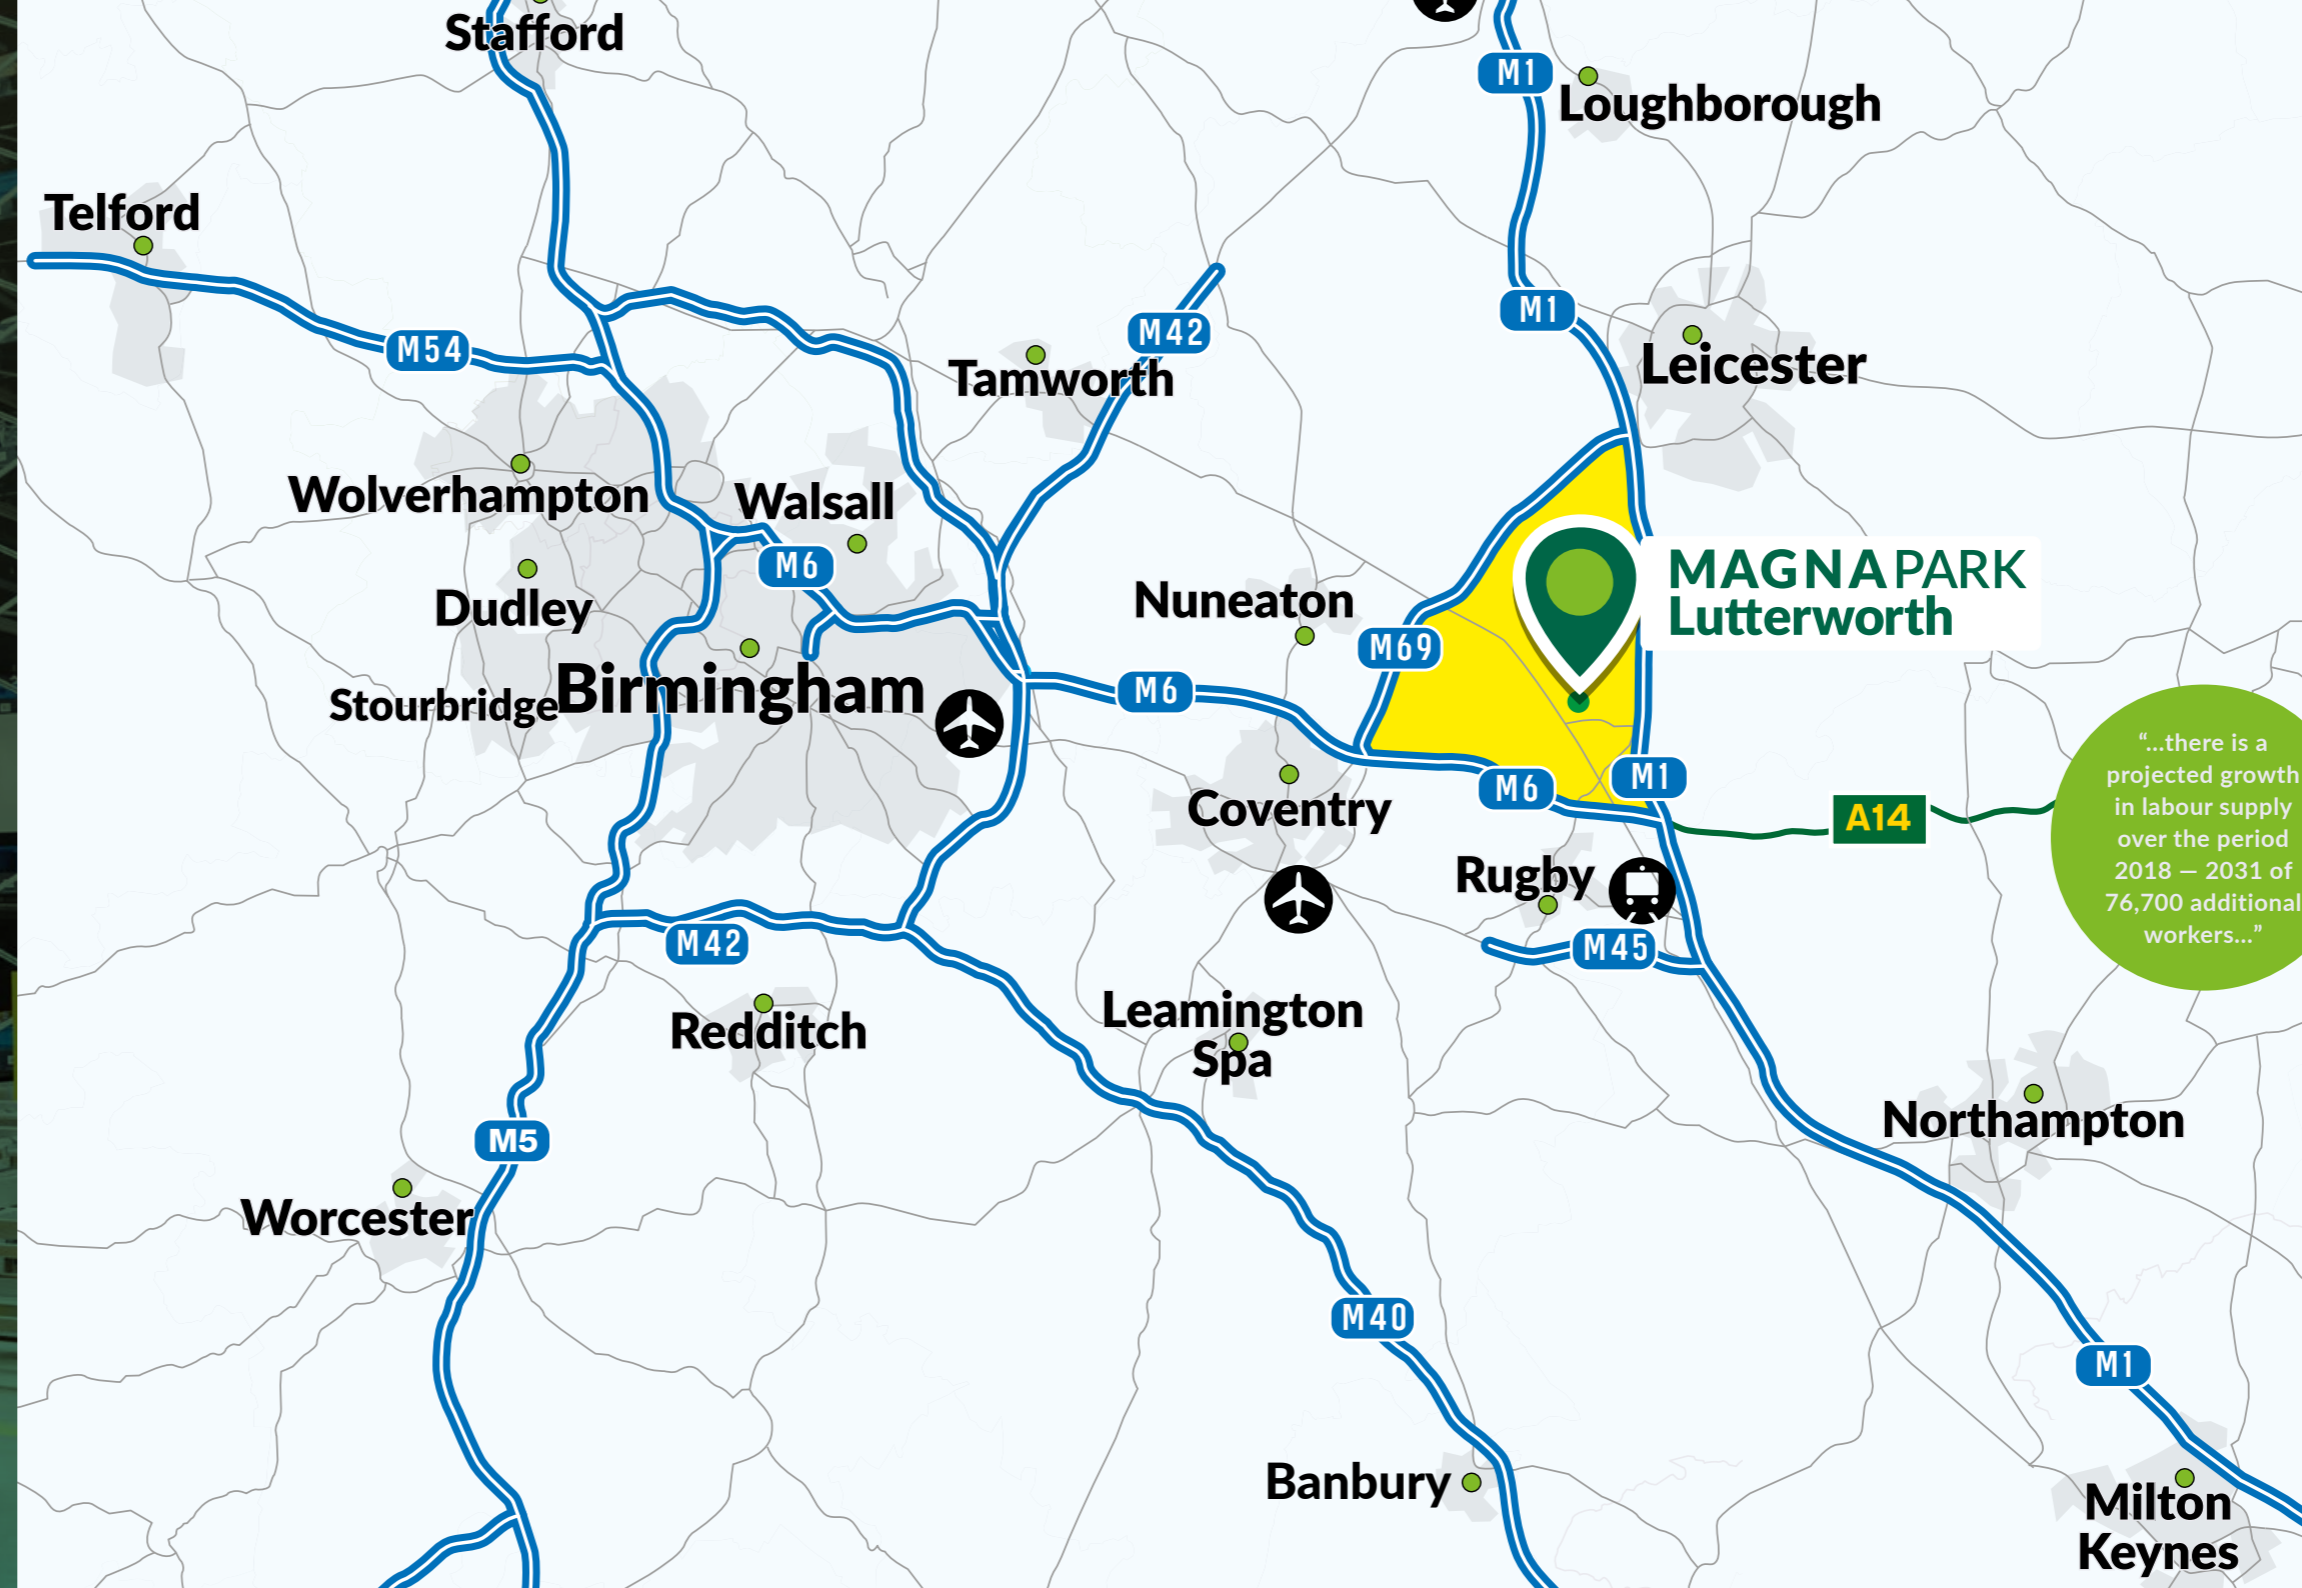 Stafford
M1
Loughborough
Telford
M1
M42
M54
Tamworth
Leicester
Wolverhampton
Walsall
M6
MAGNA PARK
Lutterworth
Dudley
Nuneaton
M69
Stourbridge
Birmingham
M6
“...there is a
projected growth
in labour supply
over the period
2018 — 2031 of
76,700 additional
workers...”
M6
M1
A14
Coventry
Rugby
M42
M45
Leamington
Spa
Redditch
Northampton
M5
Worcester
M40
M1
Banbury
Milton
Keynes